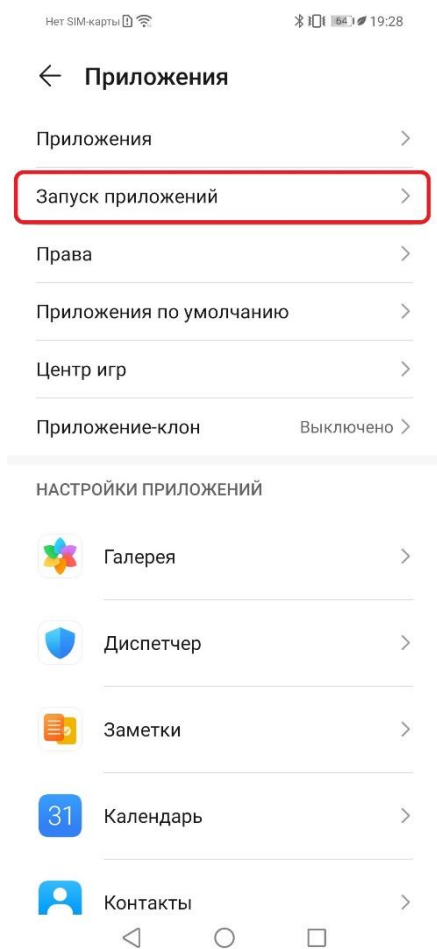 Нет SIM-карты
64 19:28
Приложения
Приложения
Запуск приложений
Права
Приложения по умолчанию
Центр игр
Приложение-клон Выключено
НАСТРОЙКИ ПРИЛОЖЕНИЙ
Галерея
Диспетчер
Заметки
31 Календарь
Контакты